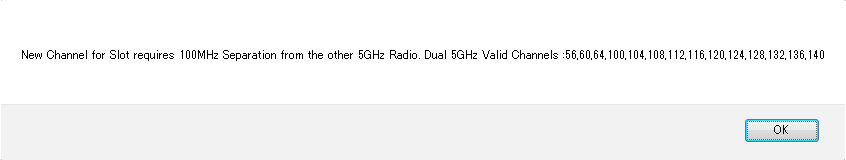 New Channel for Slot requires 100MHz Separation from the other 5GHz Radio. Dual 5GHz Valid Channels :56,60,64,100,104,108,112,116,120,124,128,132,136,140
OK